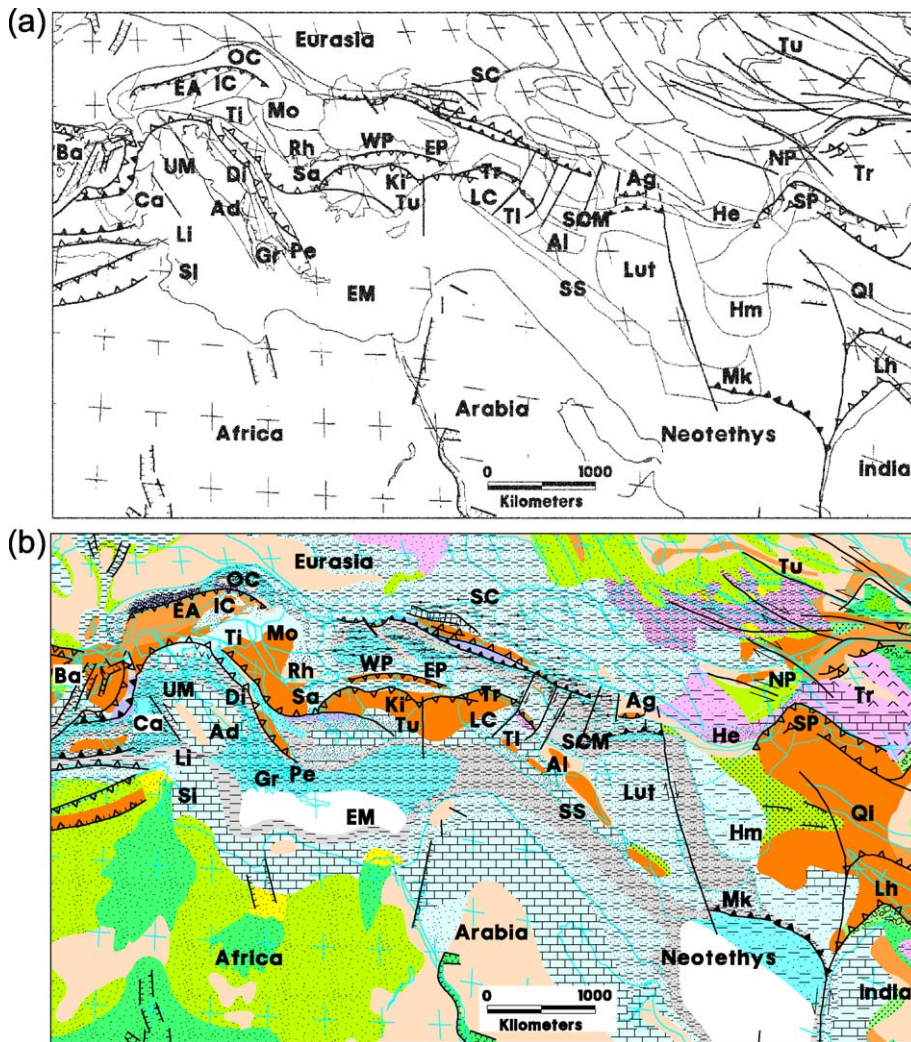 (a)
Eurasia
OC
Tu
SC
EA IC
Ti Mo
Ba
UM
Rh
WP
EP
NP
Tr
Di
Sa
Ki
Tr
Ag
SP
Ca
Ad
Tu
LC
He
Tl
SCM
Li
Gr Pe
Al
Lut
Sl
EM
SS
Hm
Ql
Mk
Lh
Africa
Arabia
Neotethys
India
0 1000
Kilometers
(b)
Eurasia
OC
Tu
SC
EA IC
Ti Mo
Ba
UM
Rh
WP EP
NP
Tr
Di
Sa
Ki
Tr
Ag
SP
Ca
Ad
Tu
LC
He
Tl
SCM
Li
Gr Pe
Al
Lut
Sl
EM
SS
Hm
Ql
Mk
Lh
Africa
Arabia
Neotethys
India
0 1000
Kilometers